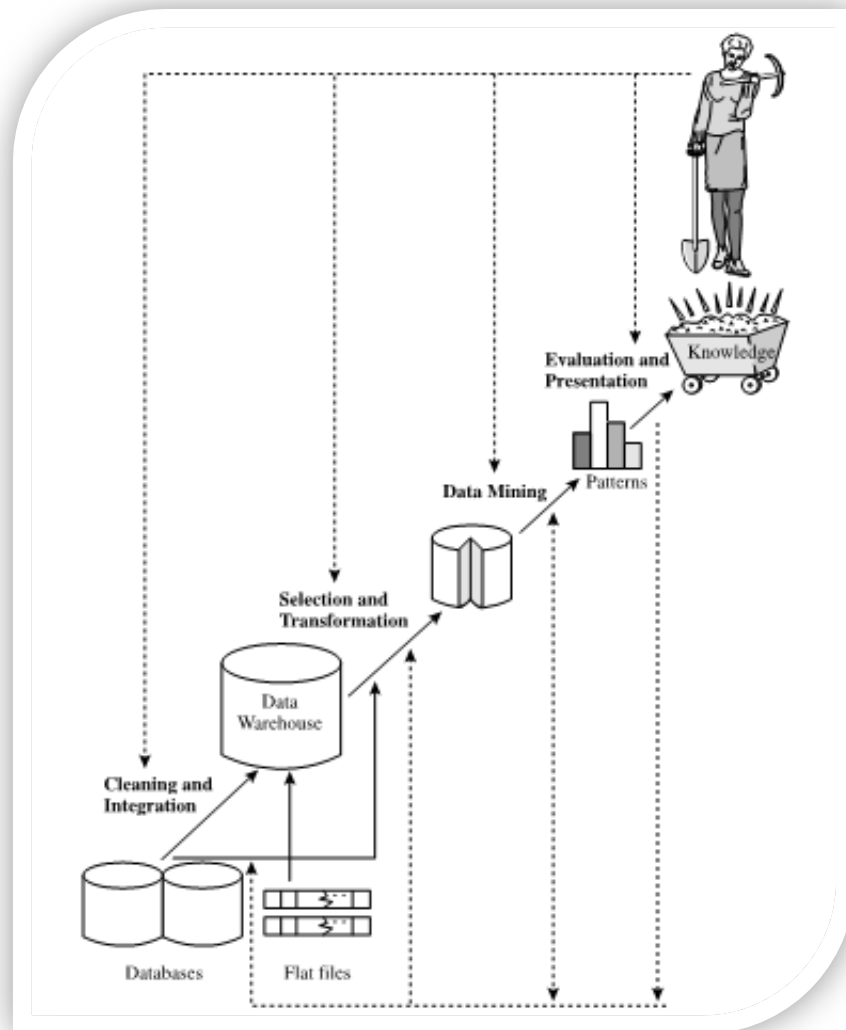 Knowledge
Evaluation and
Presentation
Patterns
Data Mining
Selection and
Transformation
Data
Warehouse
Cleaning and
Integration
Databases
Flat files